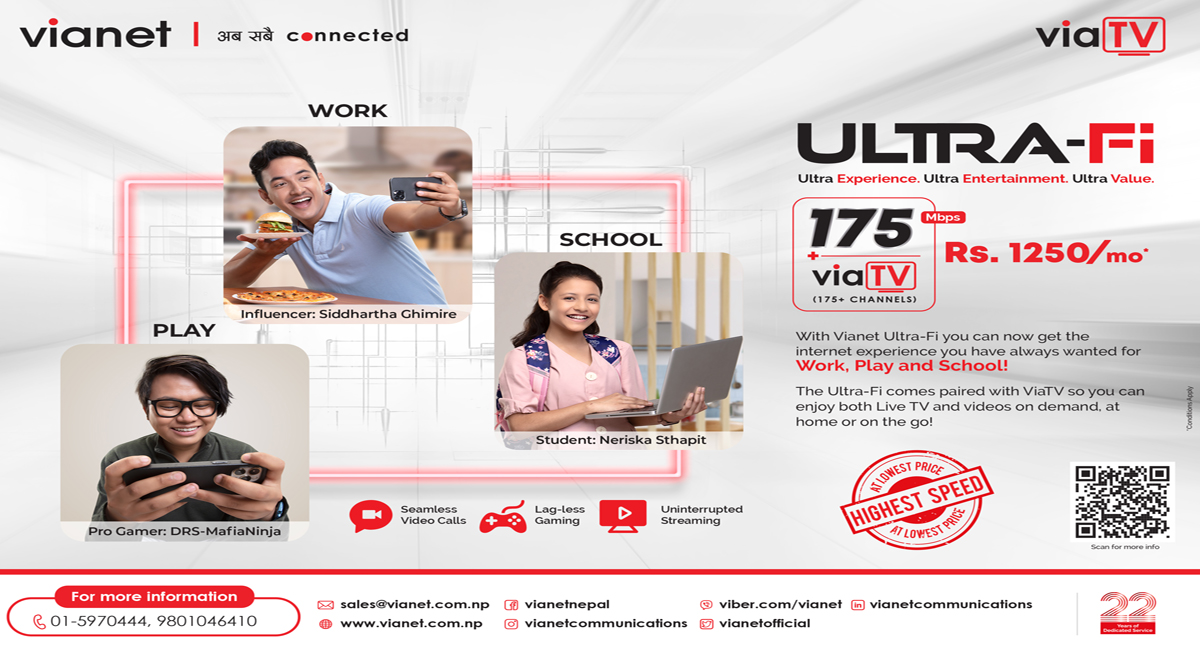 vianet | अब सबै connected
viaTV
WORK
Influencer: Siddhartha Ghimire
SCHOOL
Student: Neriska Sthapit
PLAY
Pro Gamer: DRS-MafiaNinja
Seamless
Video Calls
Lag-less
Gaming
Uninterrupted
Streaming
ULTRA-Fi
Ultra Experience. Ultra Entertainment. Ultra Value.
175 Mbps
+
viaTV
(175+ CHANNELS)
Rs. 1250/mo*
With Vianet Ultra-Fi you can now get the
internet experience you have always wanted for
Work, Play and School!
The Ultra-Fi comes paired with ViaTV so you can
enjoy both Live TV and videos on demand, at
home or on the go!
*Conditions Apply
AT LOWEST PRICE
HIGHEST SPEED
AT LOWEST PRICE
Scan for more info
For more information
01-5970444, 9801046410
sales@vianet.com.np
www.vianet.com.np
vianetnepal
vianetcommunications
viber.com/vianet
vianetofficial
vianetcommunications
22
Years of
Dedicated Service